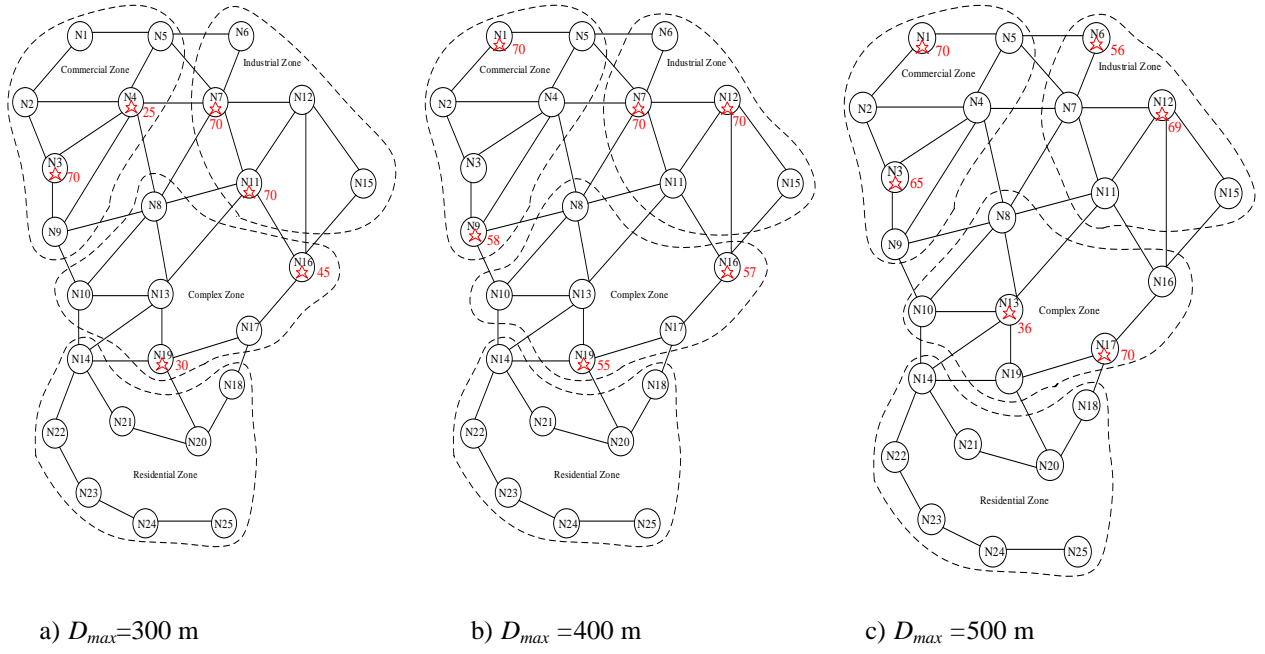 N1
N5
N6
Commercial Zone
Industrial Zone
N2
N4
25
N7
70
N12
N3
70
N11
70
N15
N8
N9
N16
45
N10
N13
Complex Zone
N17
N14
N19
30
N18
N21
N20
N22
Residential Zone
N23
N24
N25
a) Dmax=300 m
N1
70
N5
N6
Commercial Zone
Industrial Zone
N2
N4
N7
70
N12
70
N3
N11
N15
N8
N9
58
N16
57
N10
N13
Complex Zone
N17
N14
N19
55
N18
N21
N20
N22
Residential Zone
N23
N24
N25
b) Dmax =400 m
N1
70
N5
N6
56
Commercial Zone
Industrial Zone
N2
N4
N7
N12
69
N3
65
N11
N15
N8
N9
N16
N10
N13
36
Complex Zone
N17
70
N14
N19
N18
N21
N20
N22
Residential Zone
N23
N24
N25
c) Dmax =500 m